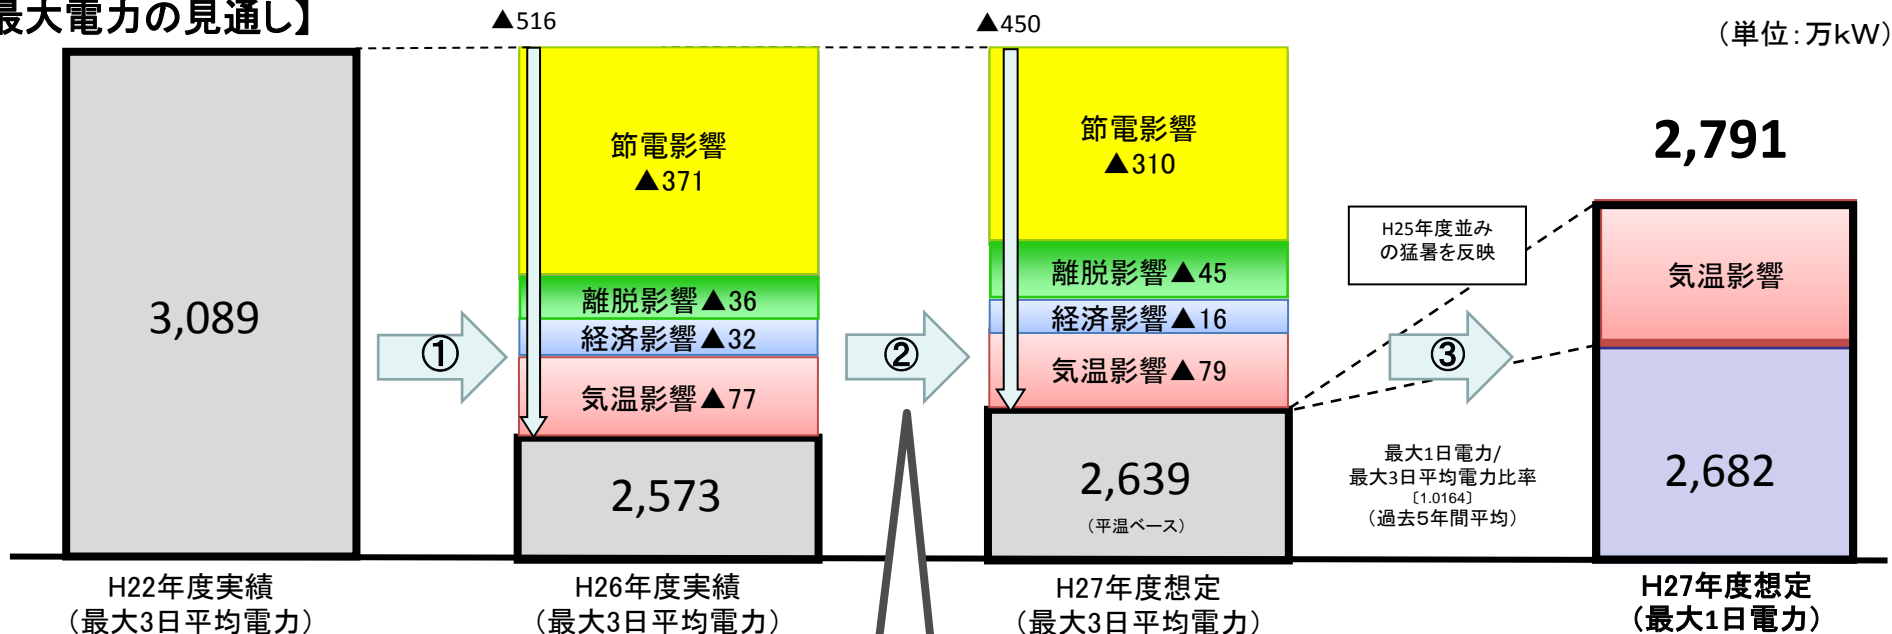 最大電力の見通し】
(単位:万kW)
▲516
▲450
節電影響
▲371
節電影響
▲310
2,791
H25年度並み
の猛暑を反映
離脱影響▲36
離脱影響▲45
気温影響
3,089
経済影響▲32
経済影響▲16
①
②
③
気温影響▲77
気温影響▲79
2,573
2,639
(平温ベース)
最大1日電力/
最大3日平均電力比率
〔1.0164〕
(過去5年間平均)
2,682
H22年度実績
(最大3日平均電力)
H26年度実績
(最大3日平均電力)
H27年度想定
(最大3日平均電力)
H27年度想定
(最大1日電力)